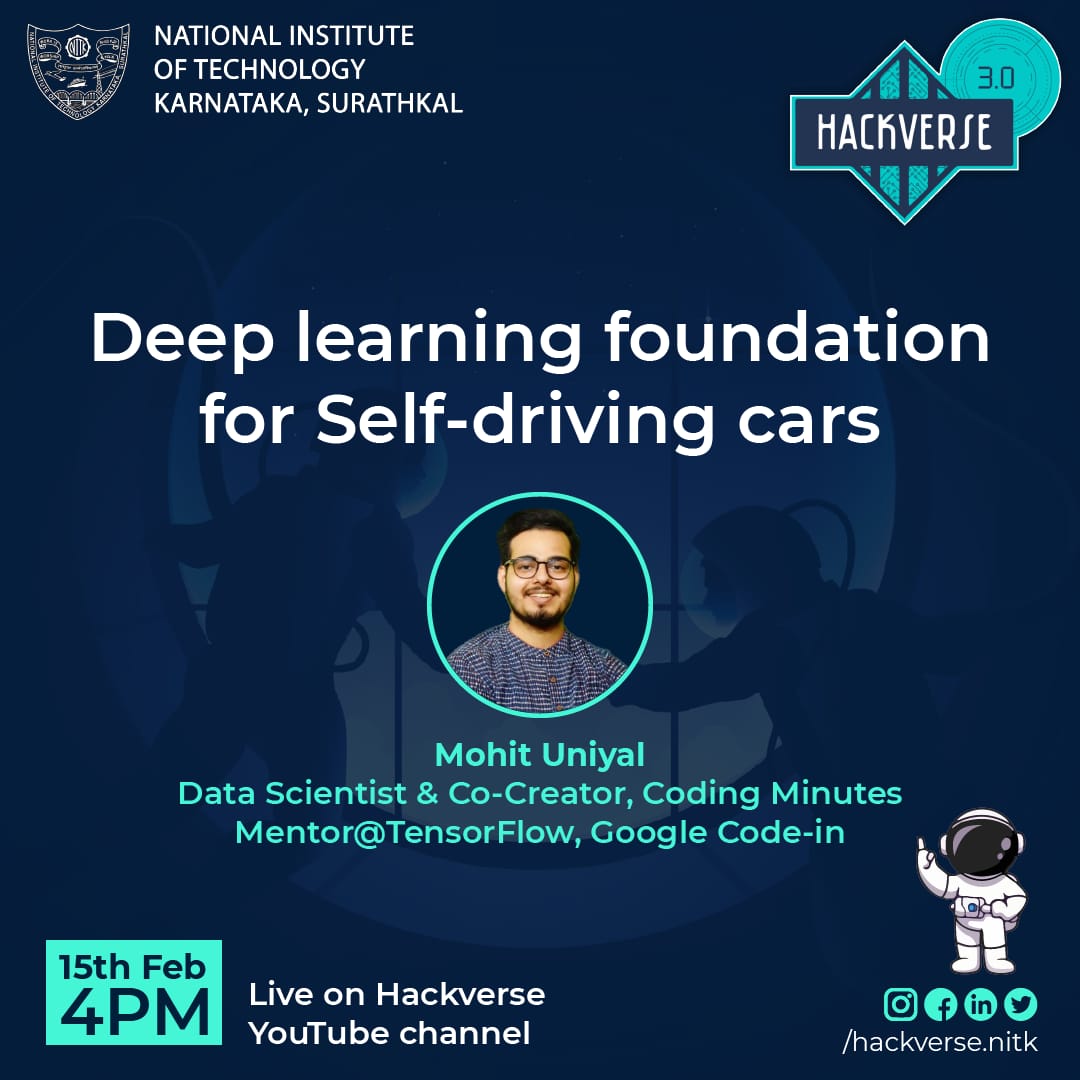 NATIONAL INSTITUTE
OF TECHNOLOGY
KARNATAKA, SURATHKAL
3.0
HACKVERSE
Deep learning foundation
for Self-driving cars
Mohit Uniyal
Data Scientist & Co-Creator, Coding Minutes
Mentor@TensorFlow, Google Code-in
15th Feb
4PM
Live on Hackverse
YouTube channel
/hackverse.nitk